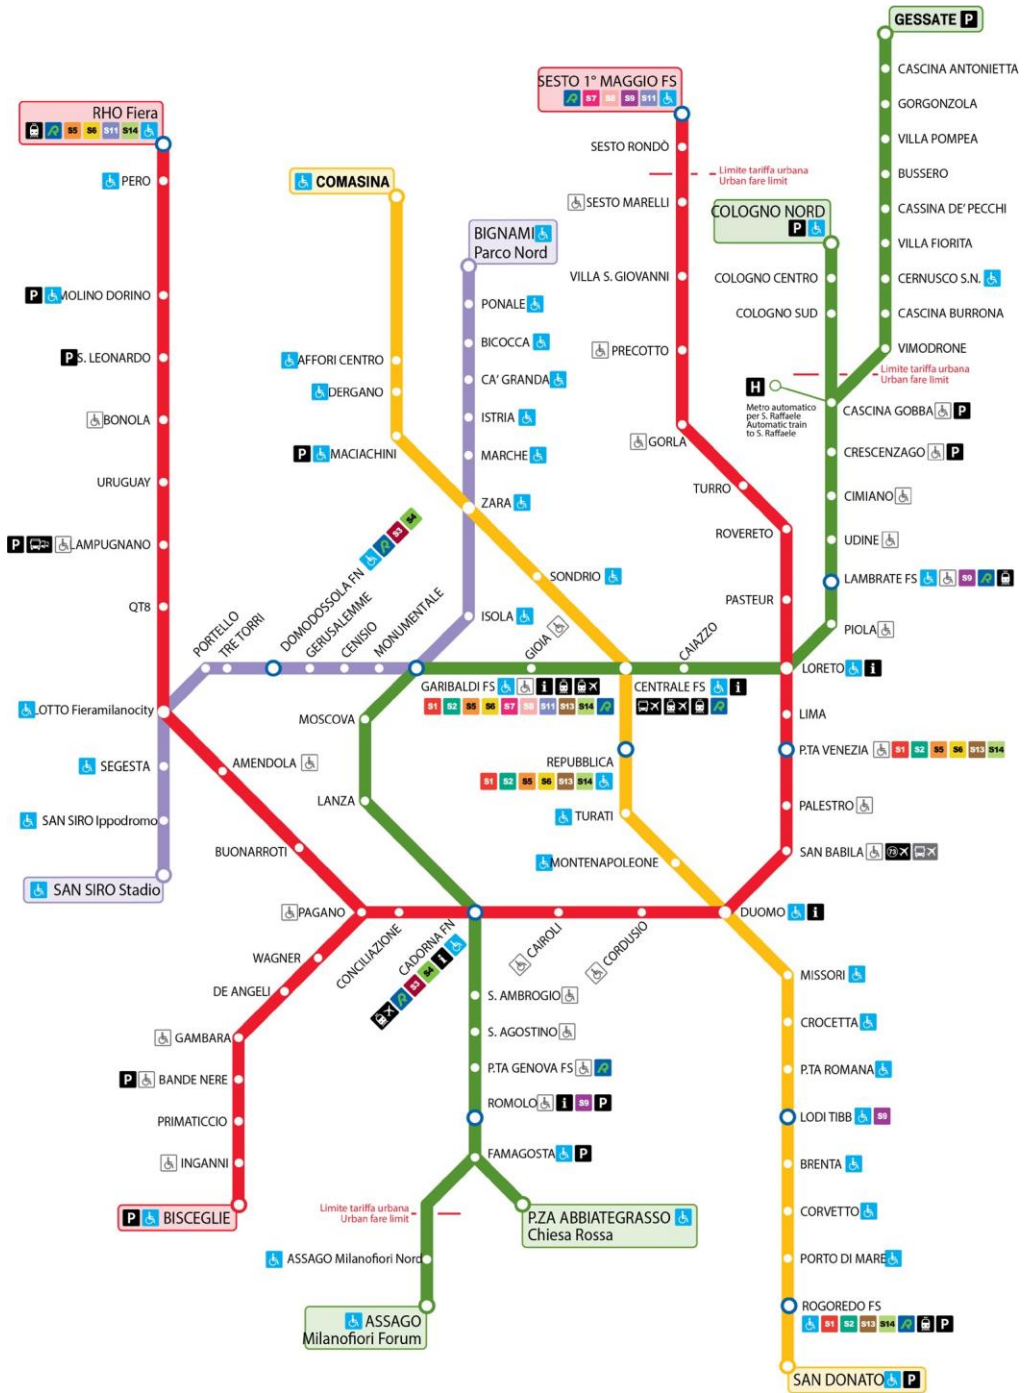 GESSATE P
CASCINA ANTONIETTA
GORGONZOLA
VILLA POMPEA
BUSSERO
CASSINA DE' PECCHI
VILLA FIORITA
CERNUSCO S.N.
CASCINA BURRONA
VIMODRONE
Limite tariffa urbana
Urban fare limit
SESTO 1° MAGGIO FS
R S7 S8 S9 S11
SESTO RONDÒ
Limite tariffa urbana
Urban fare limit
SESTO MARELLI
VILLA S. GIOVANNI
PRECOTTO
GORLA
TURRO
ROVERETO
PASTEUR
COLOGNO NORD
P
COLOGNO CENTRO
COLOGNO SUD
H
Metro automatico
per S. Raffaele
Automatic train
to S. Raffaele
CASCINA GOBBA P
CRESCENZAGO P
CIMIANO
UDINE
LAMBRATE FS S9 R
PIOLA
LORETO i
LIMA
P.TA VENEZIA S1 S2 S5 S6 S13 S14
PALESTRO
SAN BABILA 73
DUOMO i
RHO Fiera
R S5 S6 S11 S14
PERO
P MOLINO DORINO
P S. LEONARDO
BONOLA
URUGUAY
P LAMPUGNANO
QT8
LOTTO Fieramilanocity
SEGESTA
SAN SIRO Ippodromo
SAN SIRO Stadio
COMASINA
AFFORI CENTRO
DERGANO
P MACIACHINI
BIGNAMI
Parco Nord
PONALE
BICOCCA
CA' GRANDA
ISTRIA
MARCHE
ZARA
SONDRIO
ISOLA
PORTELLO
TRE TORRI
DOMODOSSOLA FN R S3 S4
GERUSALEMME
CENISIO
MONUMENTALE
GIOIA
CAIAZZO
GARIBALDI FS i
S1 S2 S5 S6 S7 S8 S11 S13 S14 R
CENTRALE FS i
R
MOSCOVA
LANZA
REPUBBLICA
S1 S2 S5 S6 S13 S14
TURATI
MONTENAPOLEONE
AMENDOLA
BUONARROTI
PAGANO
CONCILIAZIONE
CADORNA FN
R S3 S4 i
CAIROLI
CORDUSIO
WAGNER
DE ANGELI
GAMBARA
P BANDE NERE
PRIMATICCIO
INGANNI
P BISCEGLIE
S. AMBROGIO
S. AGOSTINO
P.TA GENOVA FS R
ROMOLO i S9 P
FAMAGOSTA P
Limite tariffa urbana
Urban fare limit
P.ZA ABBIATEGRASSO
Chiesa Rossa
ASSAGO Milanofiori Nord
ASSAGO
Milanofiori Forum
MISSORI
CROCETTA
P.TA ROMANA
LODI TIBB S9
BRENTA
CORVETTO
PORTO DI MARE
ROGOREDO FS
S1 S2 S13 S14 R P
SAN DONATO P